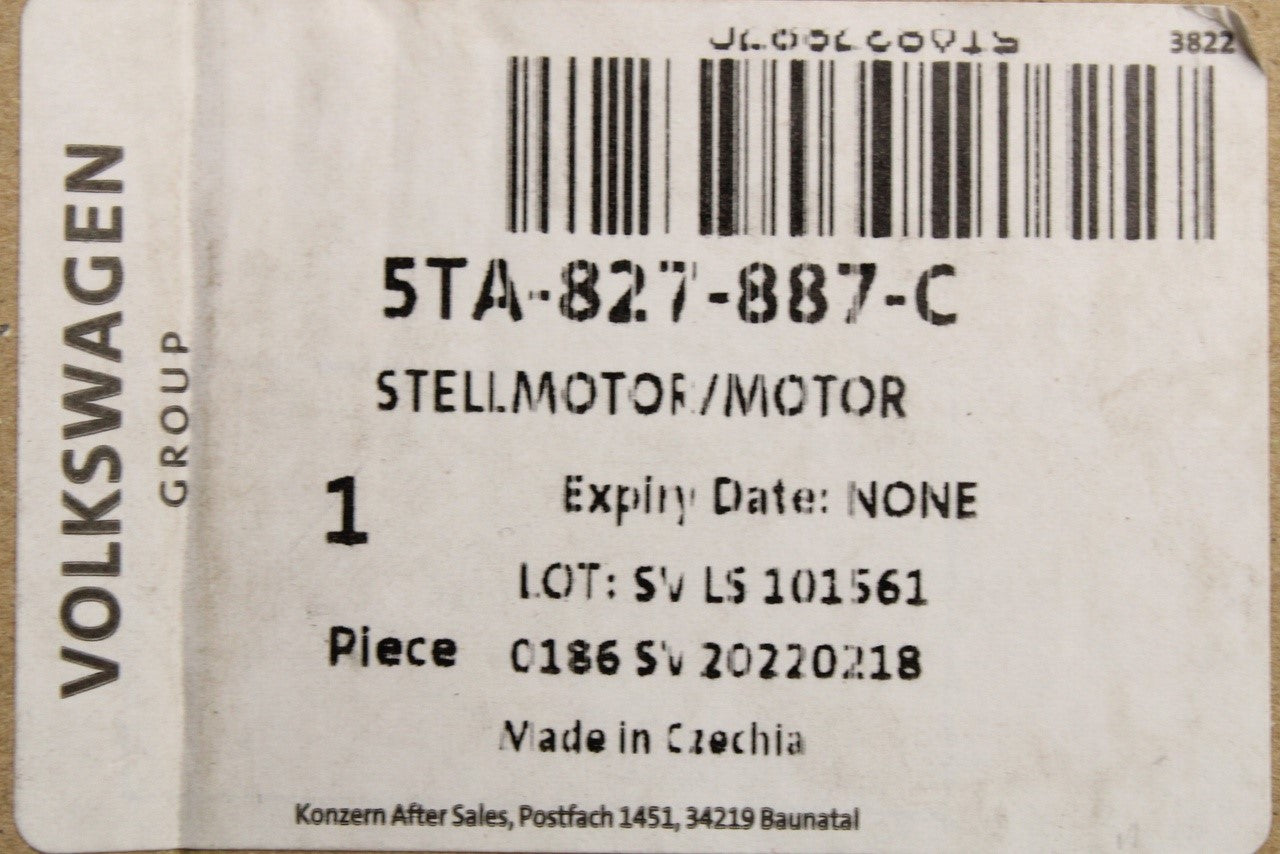 3822
5TA-827-887-C
STELLMOTOR/MOTOR
1
Expiry Date: NONE
LOT: SV LS 101561
Piece
0186 SV 20220218
Made in Czechia
Konzern After Sales, Postfach 1451, 34219 Baunatal
VOLKSWAGEN
GROUP